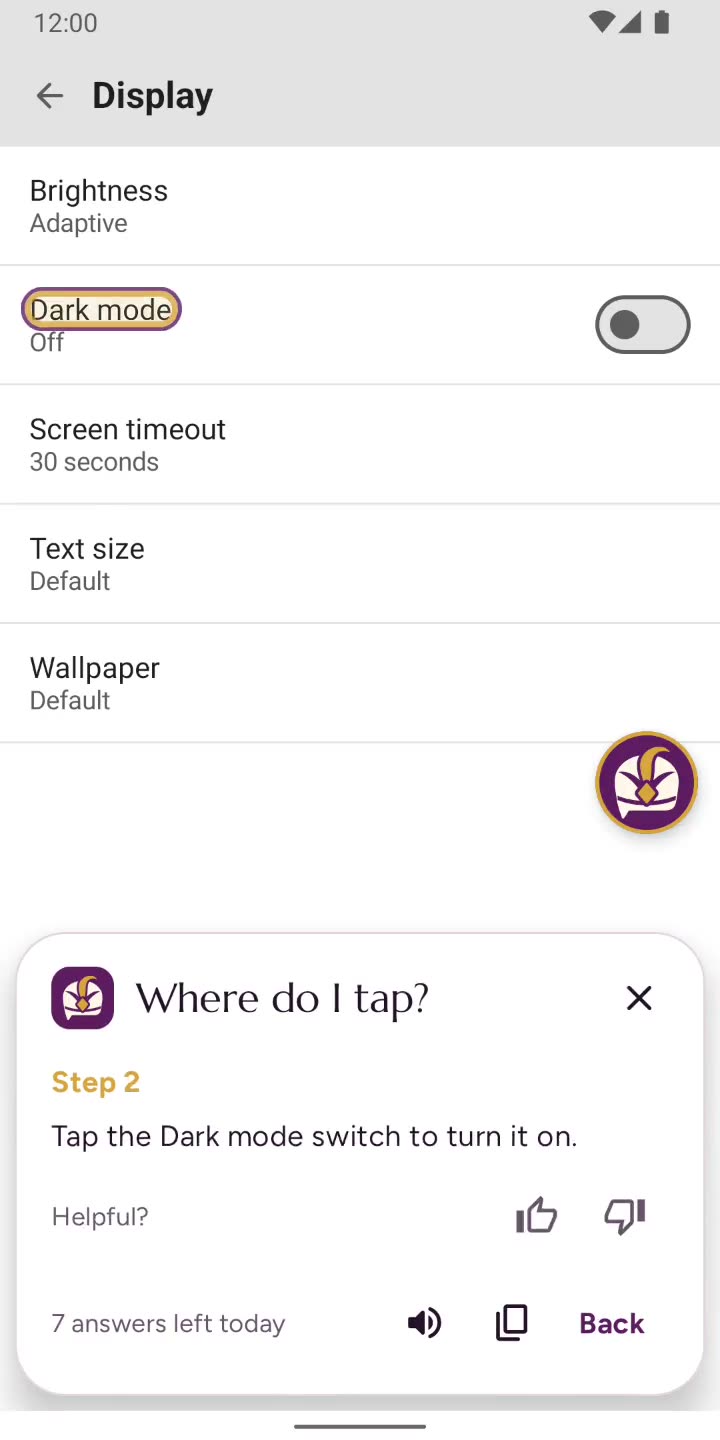 12:00
Display
Brightness
Adaptive
Dark mode
Off
Screen timeout
30 seconds
Text size
Default
Wallpaper
Default
Where do I tap?
Step 2
Tap the Dark mode switch to turn it on.
Helpful?
7 answers left today
Back